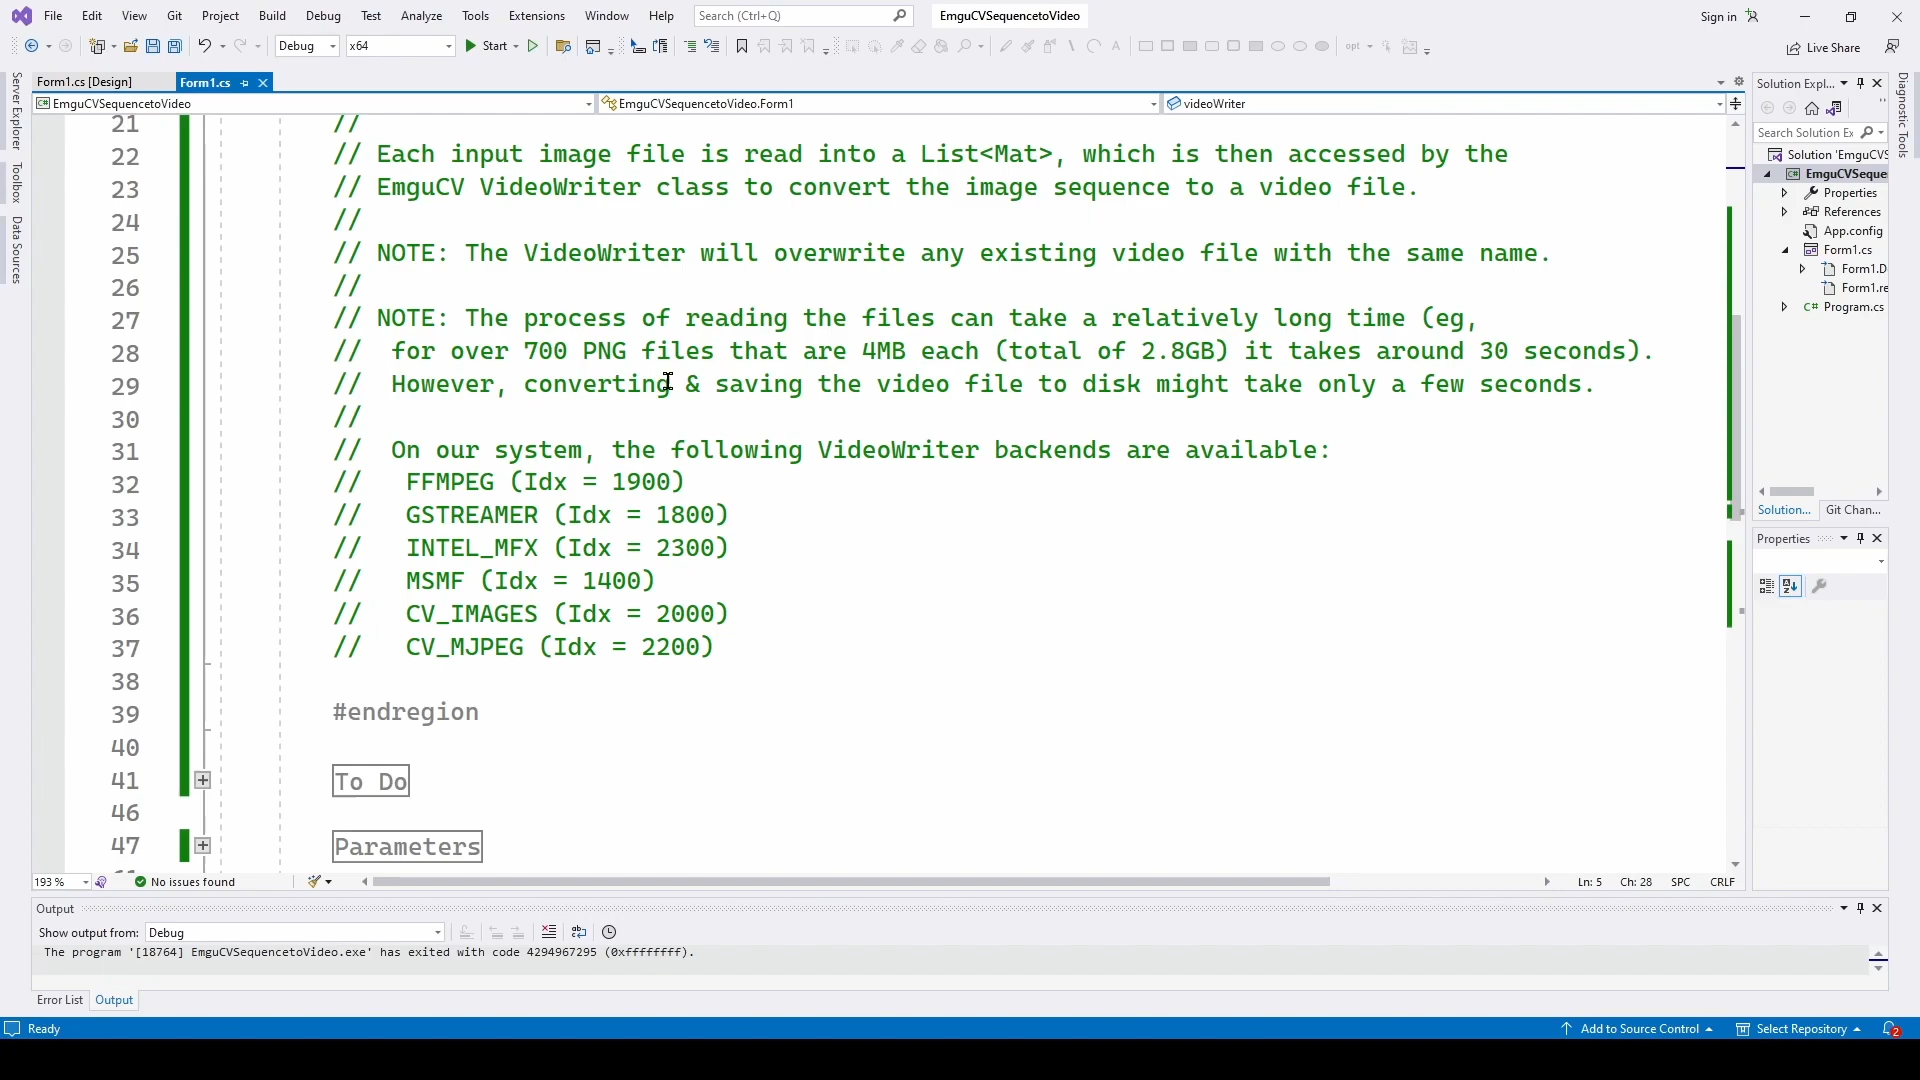 File Edit View Git Project Build Debug Test Analyze Tools Extensions Window Help Search (Ctrl+Q) EmguCVSequencetoVideo Sign in
Debug x64 Start opt Live Share
Form1.cs [Design] Form1.cs Solution Expl...
EmguCVSequencetoVideo EmguCVSequencetoVideo.Form1 videoWriter
Server Explorer
Toolbox
Data Sources
21 //
22 // Each input image file is read into a List<Mat>, which is then accessed by the
23 // EmguCV VideoWriter class to convert the image sequence to a video file.
24 //
25 // NOTE: The VideoWriter will overwrite any existing video file with the same name.
26 //
27 // NOTE: The process of reading the files can take a relatively long time (eg,
28 //  for over 700 PNG files that are 4MB each (total of 2.8GB) it takes around 30 seconds).
29 //  However, converting & saving the video file to disk might take only a few seconds.
30 //
31 //  On our system, the following VideoWriter backends are available:
32 //   FFMPEG (Idx = 1900)
33 //   GSTREAMER (Idx = 1800)
34 //   INTEL_MFX (Idx = 2300)
35 //   MSMF (Idx = 1400)
36 //   CV_IMAGES (Idx = 2000)
37 //   CV_MJPEG (Idx = 2200)
38
39 #endregion
40
41 To Do
46
47 Parameters
193 % No issues found Ln: 5 Ch: 28 SPC CRLF
Search Solution Ex
Solution 'EmguCVS
EmguCVSeque
Properties
References
App.config
Form1.cs
Form1.D
Form1.re
Program.cs
Solution... Git Chan...
Properties
Diagnostic Tools
Output
Show output from: Debug
The program '[18764] EmguCVSequencetoVideo.exe' has exited with code 4294967295 (0xffffffff).
Error List Output
Ready Add to Source Control Select Repository 2